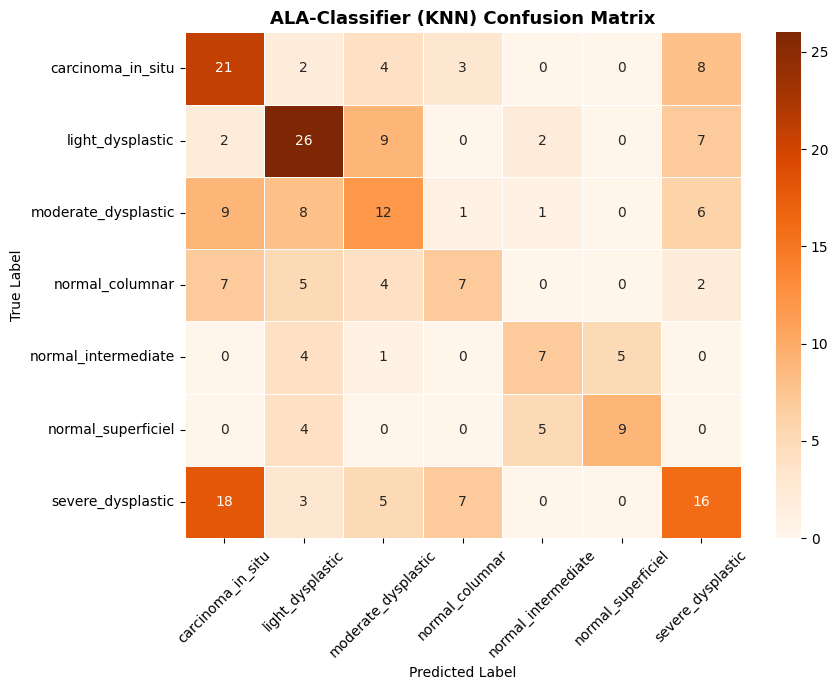 ALA-Classifier (KNN) Confusion Matrix
carcinoma_in_situ 21 2 4 3 0 0 8
light_dysplastic 2 26 9 0 2 0 7
moderate_dysplastic 9 8 12 1 1 0 6
normal_columnar 7 5 4 7 0 0 2
normal_intermediate 0 4 1 0 7 5 0
normal_superficiel 0 4 0 0 5 9 0
severe_dysplastic 18 3 5 7 0 0 16
True Label
carcinoma_in_situ light_dysplastic moderate_dysplastic normal_columnar normal_intermediate normal_superficiel severe_dysplastic
Predicted Label
25
20
15
10
5
0